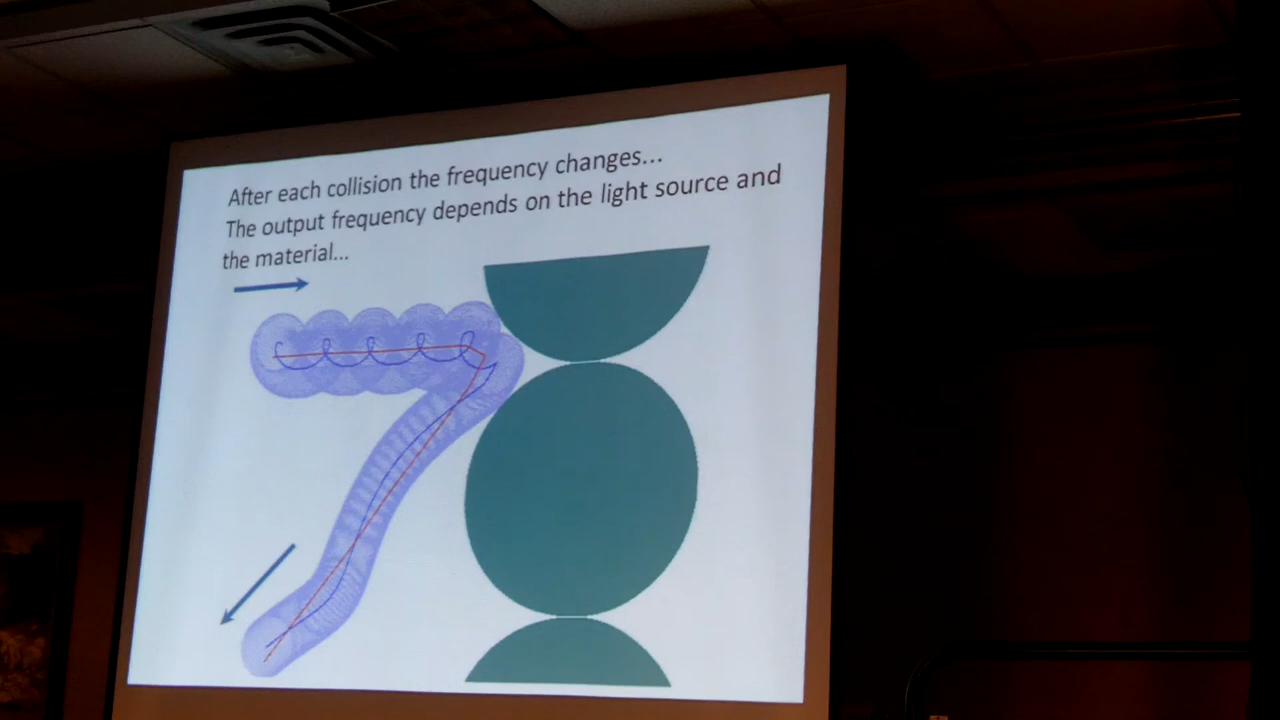 After each collision the frequency changes...
The output frequency depends on the light source and
the material...